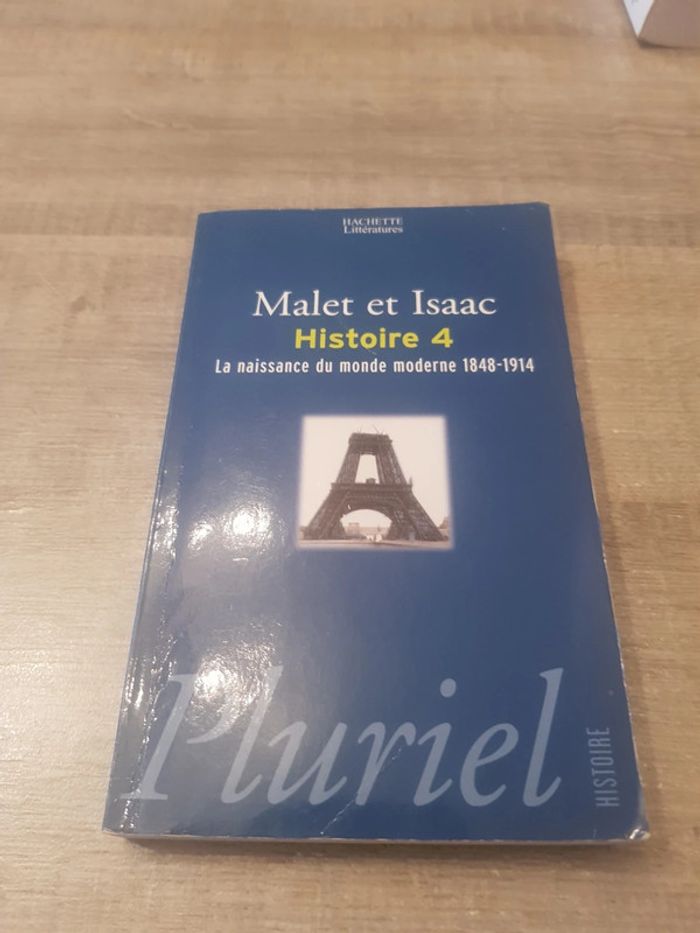 HACHETTE
Littératures
Malet et Isaac
Histoire 4
La naissance du monde moderne 1848-1914
Pluriel
HISTOIRE